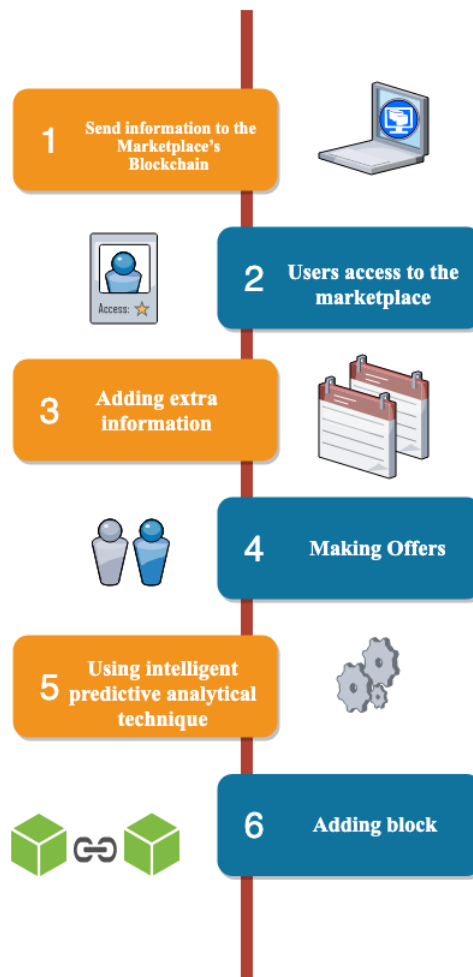 1
Send information to the
Marketplace's
Blockchain
2
Users access to the
marketplace
Access:
3
Adding extra
information
4
Making Offers
5
Using intelligent
predictive analytical
technique
6
Adding block